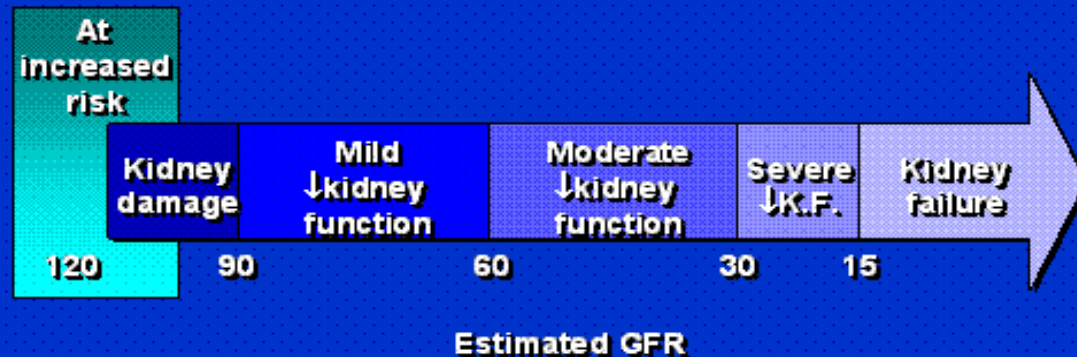 At
increased
risk
Kidney
damage
Mild
↓kidney
function
Moderate
↓kidney
function
Severe
↓K.F.
Kidney
failure
120
90
60
30
15
Estimated GFR